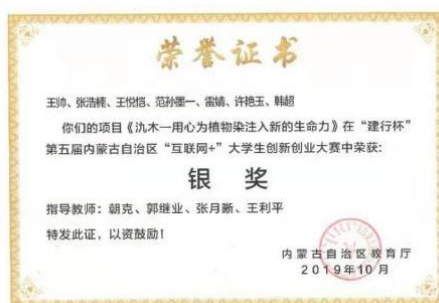 荣誉证书
王帅、张浩楠、王悦恺、范孙墨一、雷婧、许艳玉、韩超
你们的项目《氿木一用心为植物染注入新的生命力》在“建行杯”
第五届内蒙古自治区“互联网+”大学生创新创业大赛中荣获：
银 奖
指导教师：朝克、郭继业、张月新、王利平
特发此证，以资鼓励！
内蒙古自治区教育厅
2019年10月